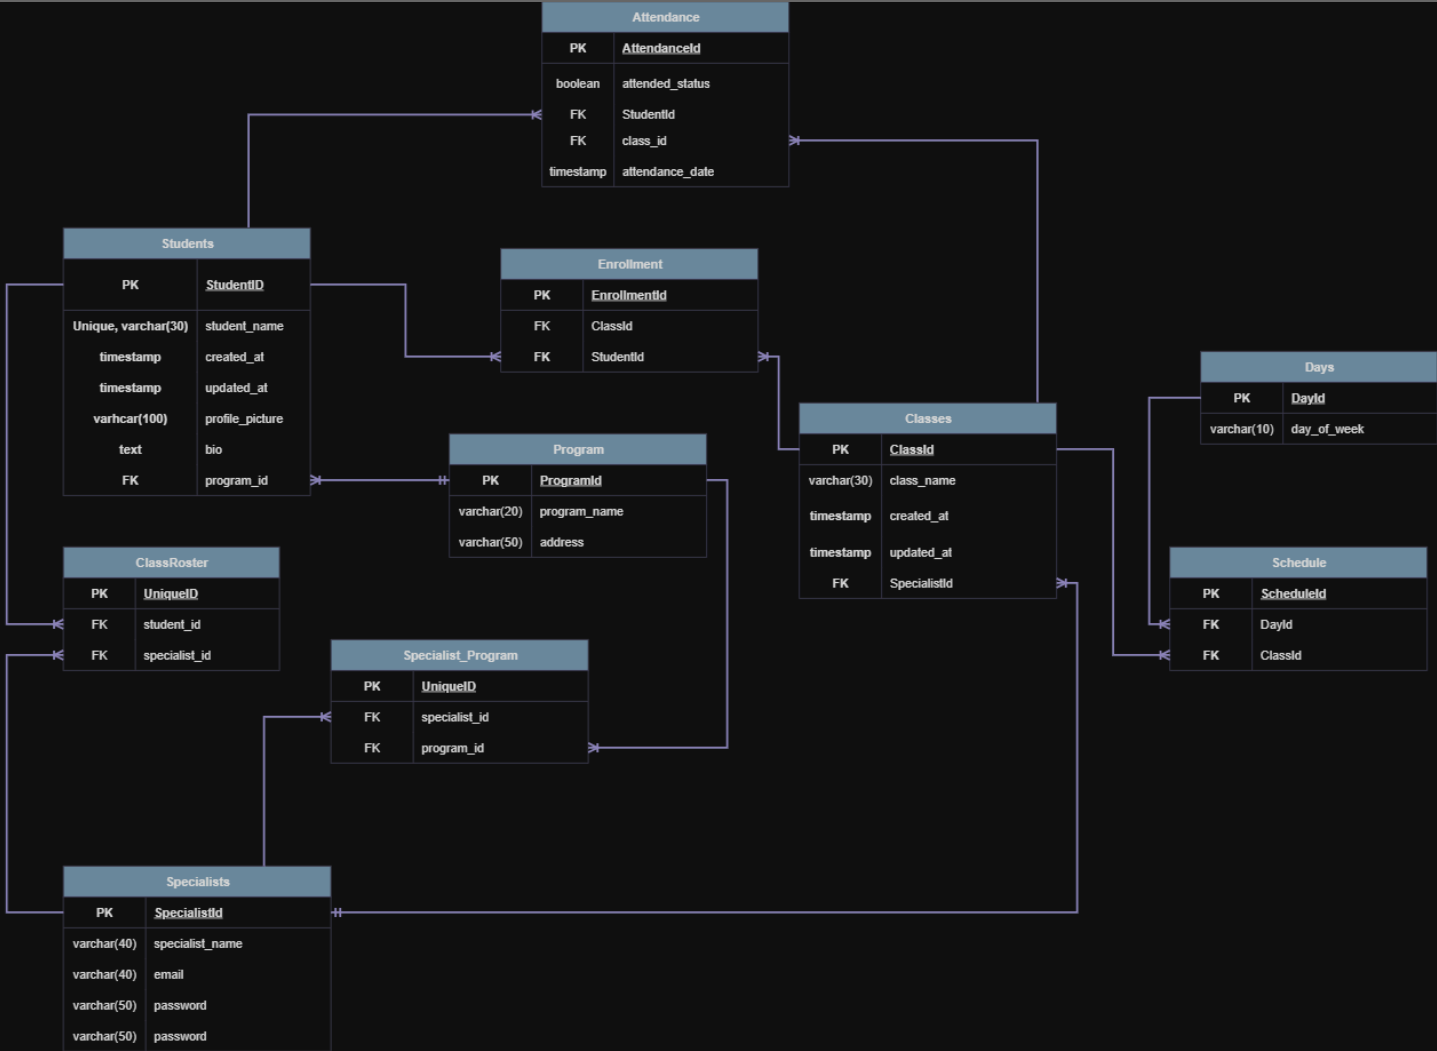 Attendance
PK AttendanceId
boolean attended_status
FK StudentId
FK class_id
timestamp attendance_date
Students
PK StudentID
Unique, varchar(30) student_name
timestamp created_at
timestamp updated_at
varhcar(100) profile_picture
text bio
FK program_id
Enrollment
PK EnrollmentId
FK ClassId
FK StudentId
Days
PK DayId
varchar(10) day_of_week
Classes
PK ClassId
varchar(30) class_name
timestamp created_at
timestamp updated_at
FK SpecialistId
Program
PK ProgramId
varchar(20) program_name
varchar(50) address
ClassRoster
PK UniqueID
FK student_id
FK specialist_id
Schedule
PK ScheduleId
FK DayId
FK ClassId
Specialist_Program
PK UniqueID
FK specialist_id
FK program_id
Specialists
PK SpecialistId
varchar(40) specialist_name
varchar(40) email
varchar(50) password
varchar(50) password